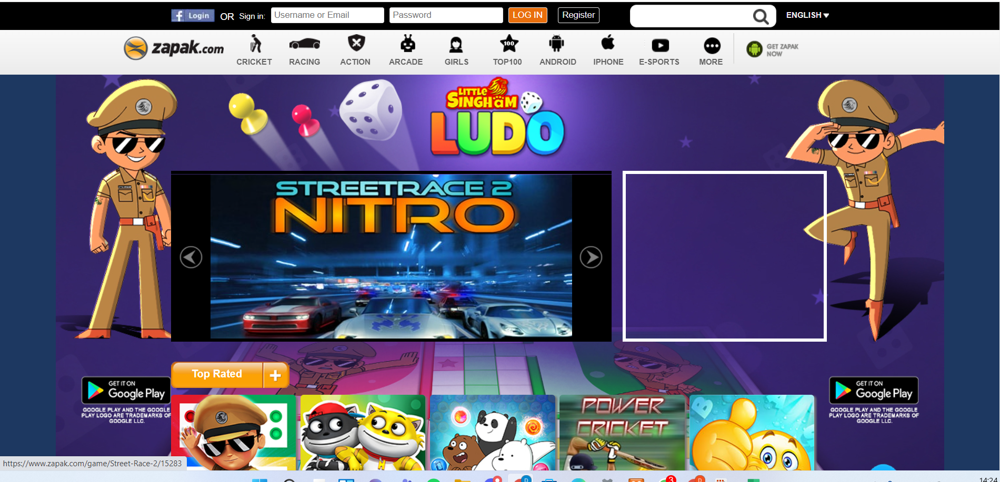 Login OR Sign in: Username or Email Password LOG IN Register ENGLISH
zapak.com
CRICKET RACING ACTION ARCADE GIRLS TOP100 ANDROID IPHONE E-SPORTS MORE
100
GET ZAPAK
NOW
LITTLE
SINGHAM
LUDO
STREETRACE 2
NITRO
Top Rated +
GET IT ON
Google Play
GOOGLE PLAY AND THE GOOGLE
PLAY LOGO ARE TRADEMARKS OF
GOOGLE LLC.
GET IT ON
Google Play
GOOGLE PLAY AND THE GOOGLE
PLAY LOGO ARE TRADEMARKS OF
GOOGLE LLC.
POWER
CRICKET
https://www.zapak.com/game/Street-Race-2/15283
3
14:24